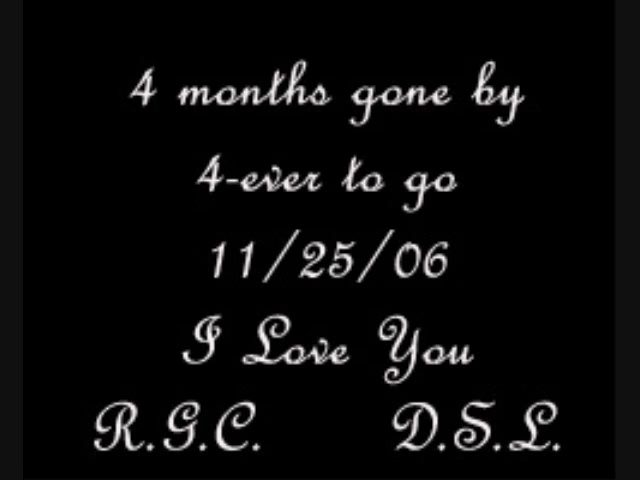 4 months gone by
4-ever to go
11/25/06
I Love You
R.G.C. D.S.L.